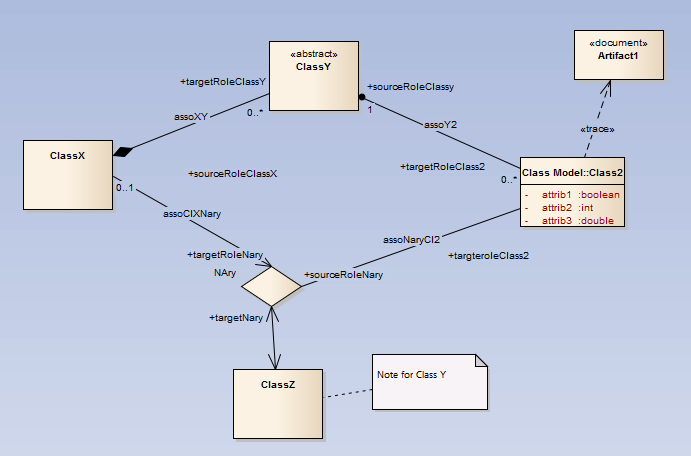 «abstract»
ClassY
«document»
Artifact1
+targetRoleClassY
+sourceRoleClassy
0..*
1
assoXY
assoY2
«trace»
ClassX
+sourceRoleClassX
+targetRoleClass2
0..*
Class Model::Class2
- attrib1 :boolean
- attrib2 :int
- attrib3 :double
0..1
assoClXNary
assoNaryCl2
+targetRoleNary
+targteroleClass2
NAry
+sourceRoleNary
+targetNary
ClassZ
Note for Class Y